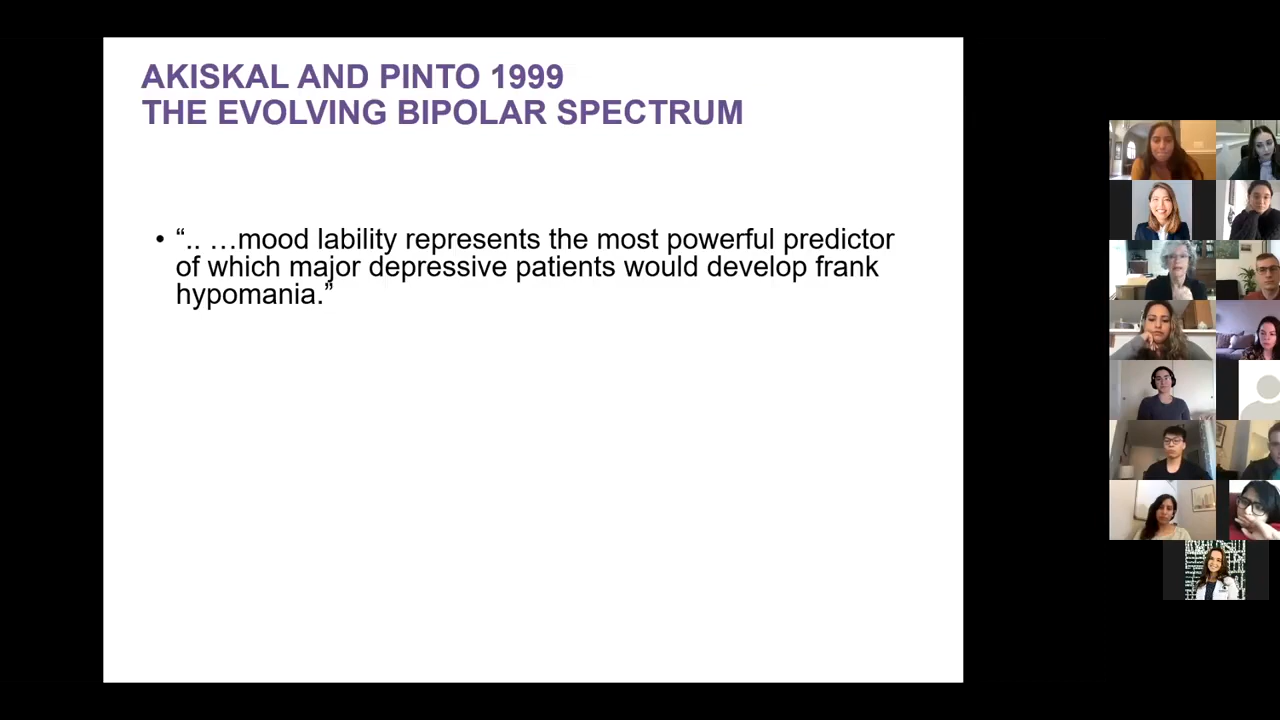 AKISKAL AND PINTO 1999
THE EVOLVING BIPOLAR SPECTRUM
• “.. …mood lability represents the most powerful predictor
of which major depressive patients would develop frank
hypomania.”